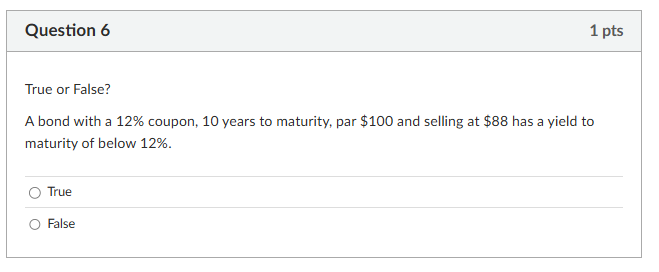 Question 6
1 pts
True or False?
A bond with a 12% coupon, 10 years to maturity, par $100 and selling at $88 has a yield to
maturity of below 12%.
True
False